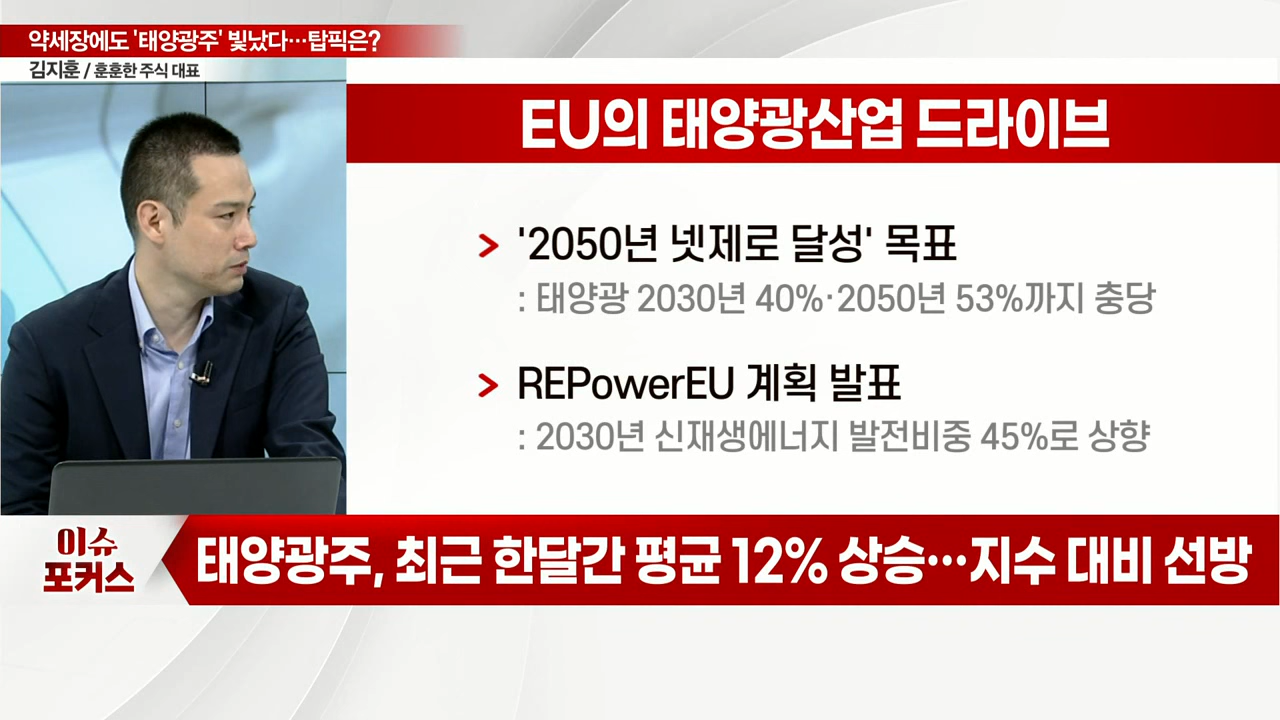 약세장에도 '태양광주' 빛났다…탑픽은?
김지훈 / 훈훈한 주식 대표
EU의 태양광산업 드라이브
'2050년 넷제로 달성' 목표
: 태양광 2030년 40%·2050년 53%까지 충당
REPowerEU 계획 발표
: 2030년 신재생에너지 발전비중 45%로 상향
이슈
포커스
태양광주, 최근 한달간 평균 12% 상승…지수 대비 선방